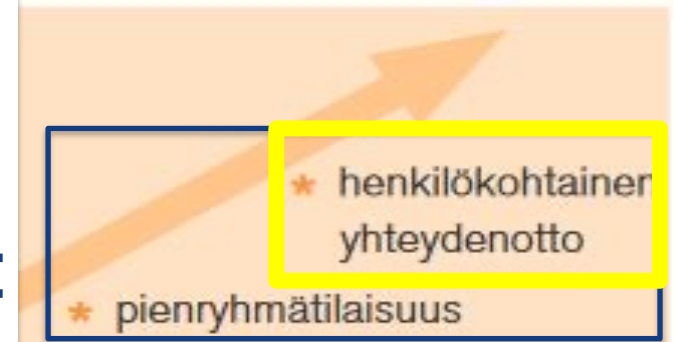 * henkilökohtainen
yhteydenotto
* pienryhmätilaisuus